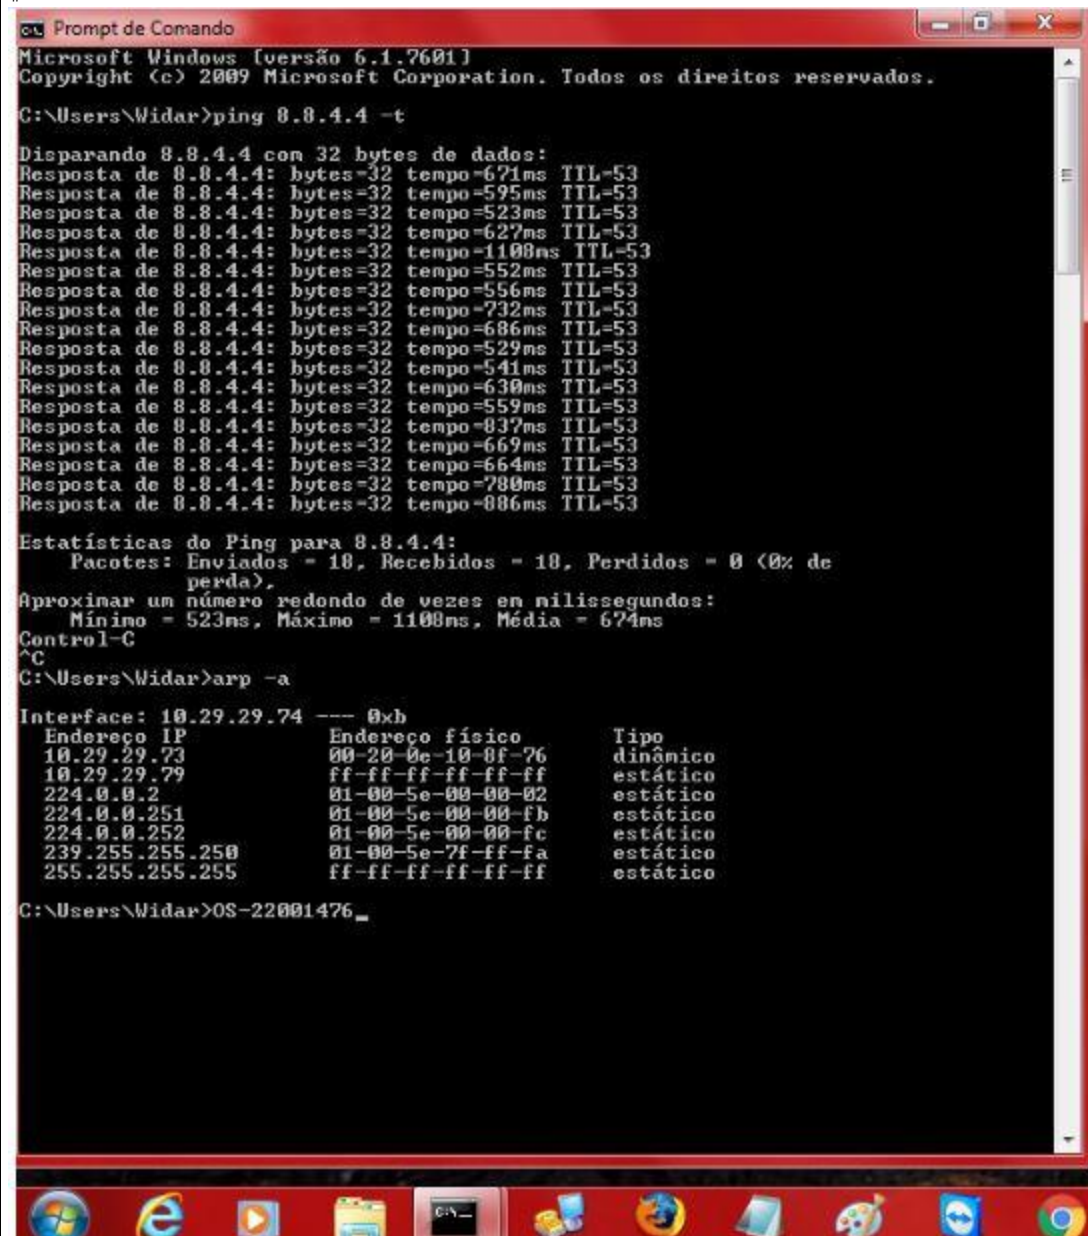 Prompt de Comando
Microsoft Windows [versão 6.1.7601]
Copyright (c) 2009 Microsoft Corporation. Todos os direitos reservados.
C:\Users\Widar>ping 8.8.4.4 -t
Disparando 8.8.4.4 com 32 bytes de dados:
Resposta de 8.8.4.4: bytes=32 tempo=671ms TTL=53
Resposta de 8.8.4.4: bytes=32 tempo=595ms TTL=53
Resposta de 8.8.4.4: bytes=32 tempo=523ms TTL=53
Resposta de 8.8.4.4: bytes=32 tempo=627ms TTL=53
Resposta de 8.8.4.4: bytes=32 tempo=1108ms TTL=53
Resposta de 8.8.4.4: bytes=32 tempo=552ms TTL=53
Resposta de 8.8.4.4: bytes=32 tempo=556ms TTL=53
Resposta de 8.8.4.4: bytes=32 tempo=732ms TTL=53
Resposta de 8.8.4.4: bytes=32 tempo=686ms TTL=53
Resposta de 8.8.4.4: bytes=32 tempo=529ms TTL=53
Resposta de 8.8.4.4: bytes=32 tempo=541ms TTL=53
Resposta de 8.8.4.4: bytes=32 tempo=630ms TTL=53
Resposta de 8.8.4.4: bytes=32 tempo=559ms TTL=53
Resposta de 8.8.4.4: bytes=32 tempo=837ms TTL=53
Resposta de 8.8.4.4: bytes=32 tempo=669ms TTL=53
Resposta de 8.8.4.4: bytes=32 tempo=664ms TTL=53
Resposta de 8.8.4.4: bytes=32 tempo=780ms TTL=53
Resposta de 8.8.4.4: bytes=32 tempo=886ms TTL=53
Estatísticas do Ping para 8.8.4.4:
Pacotes: Enviados = 18, Recebidos = 18, Perdidos = 0 (0% de
perda),
Aproximar um número redondo de vezes em milissegundos:
Mínimo = 523ms, Máximo = 1108ms, Média = 674ms
Control-C
^C
C:\Users\Widar>arp -a
Interface: 10.29.29.74 --- 0xb
Endereço IP Endereço físico Tipo
10.29.29.73 00-20-0e-10-8f-76 dinâmico
10.29.29.79 ff-ff-ff-ff-ff-ff estático
224.0.0.2 01-00-5e-00-00-02 estático
224.0.0.251 01-00-5e-00-00-fb estático
224.0.0.252 01-00-5e-00-00-fc estático
239.255.255.250 01-00-5e-7f-ff-fa estático
255.255.255.255 ff-ff-ff-ff-ff-ff estático
C:\Users\Widar>OS-22001476_